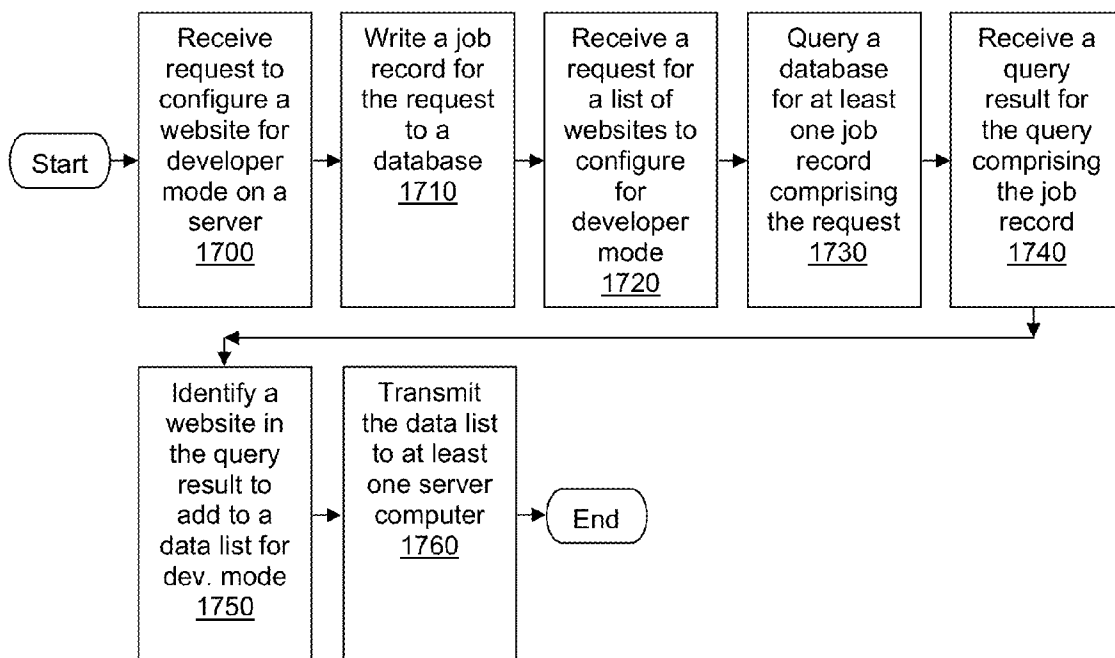 Start
Receive
request to
configure a
website for
developer
mode on a
server
1700
Write a job
record for
the request
to a
database
1710
Receive a
request for
a list of
websites to
configure
for
developer
mode
1720
Query a
database
for at least
one job
record
comprising
the request
1730
Receive a
query
result for
the query
comprising
the job
record
1740
Identify a
website in
the query
result to
add to a
data list for
dev. mode
1750
Transmit
the data list
to at least
one server
computer
1760
End